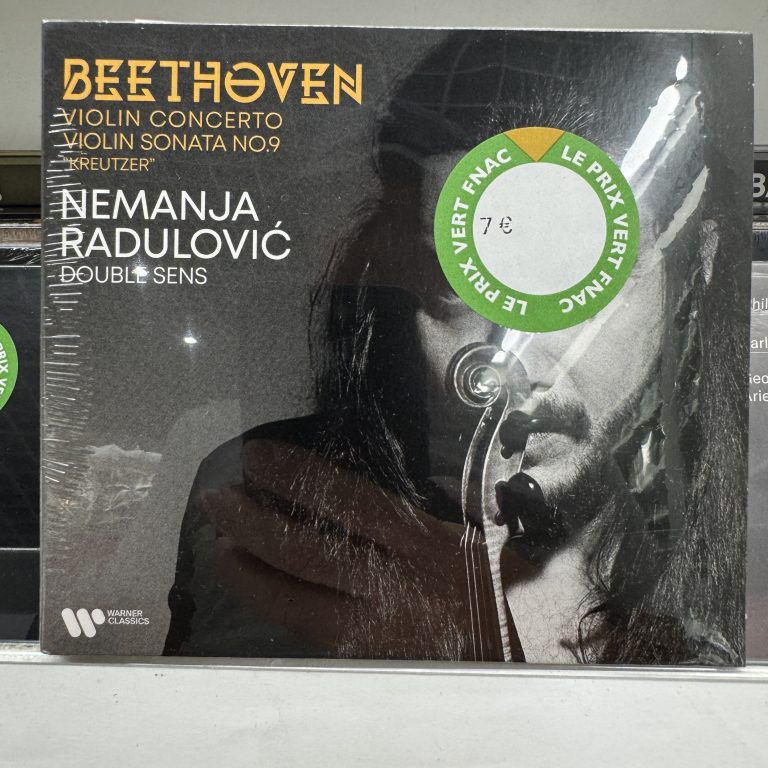 BEETHOVEN
VIOLIN CONCERTO
VIOLIN SONATA NO.9
"KREUTZER"
NEMANJA
RADULOVIĆ
DOUBLE SENS
LE PRIX VERT FNAC
LE PRIX VERT FNAC
7 €
WARNER
CLASSICS